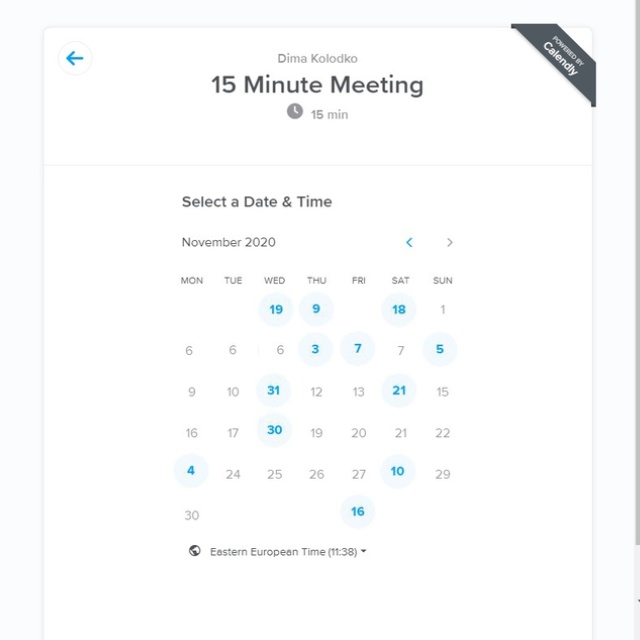 POWERED BY
Calendly
Dima Kolodko
15 Minute Meeting
15 min
Select a Date & Time
November 2020
MON TUE WED THU FRI SAT SUN
19 9 18 1
6 6 6 3 7 7 5
9 10 31 12 13 21 15
16 17 30 19 20 21 22
4 24 25 26 27 10 29
30 16
Eastern European Time (11:38)